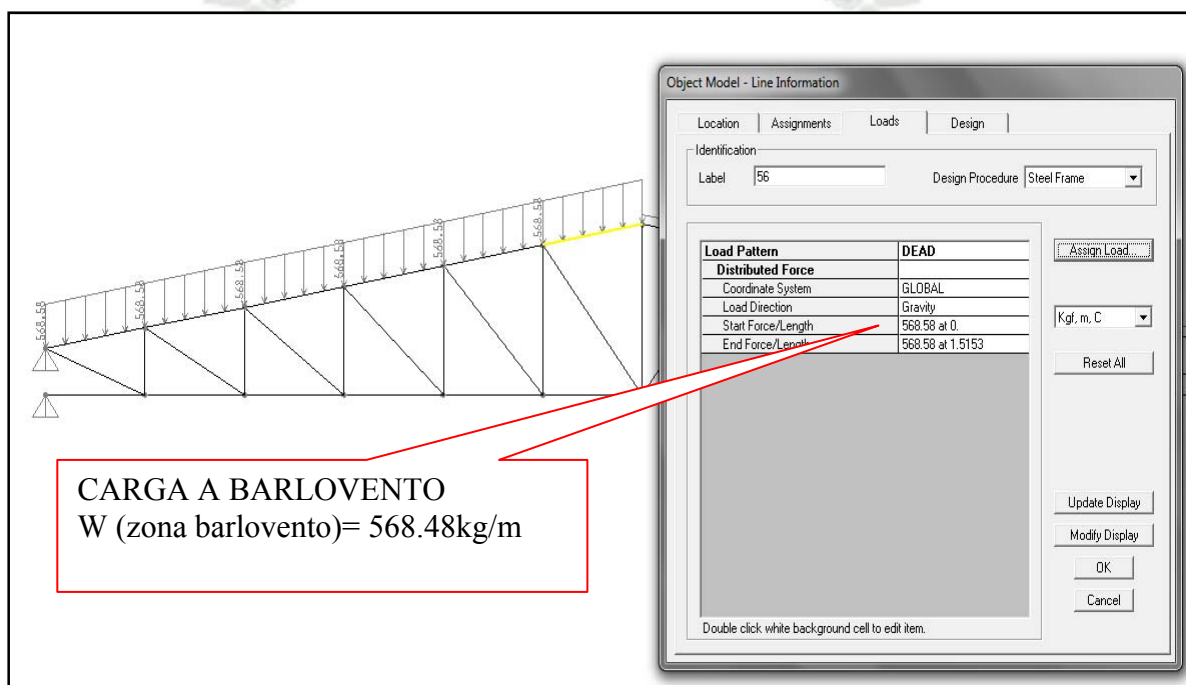 Object Model - Line Information
Location Assignments Loads Design
Identification
Label 56 Design Procedure Steel Frame
Load Pattern DEAD
Distributed Force
Coordinate System GLOBAL
Load Direction Gravity
Start Force/Length 568.58 at 0.
End Force/Length 568.58 at 1.5153
Assign Load...
Kgf, m, C
Reset All
Update Display
Modify Display
OK
Cancel
Double click white background cell to edit item.
568.58
568.58
568.58
568.58
568.58
568.58
CARGA A BARLOVENTO
W (zona barlovento)= 568.48kg/m